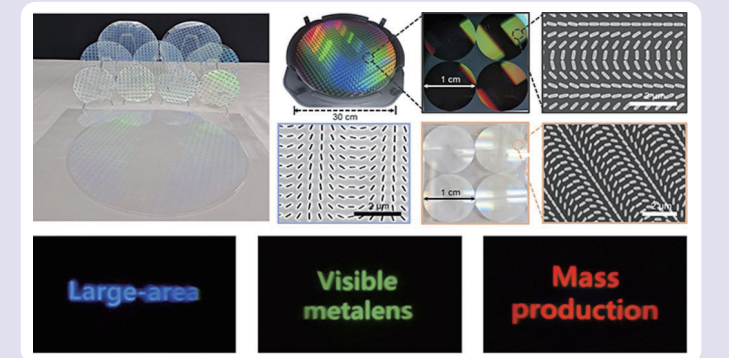 30 cm
1 cm
2 μm
2 μm
1 cm
2 μm
Large-area
Visible
metalens
Mass
production